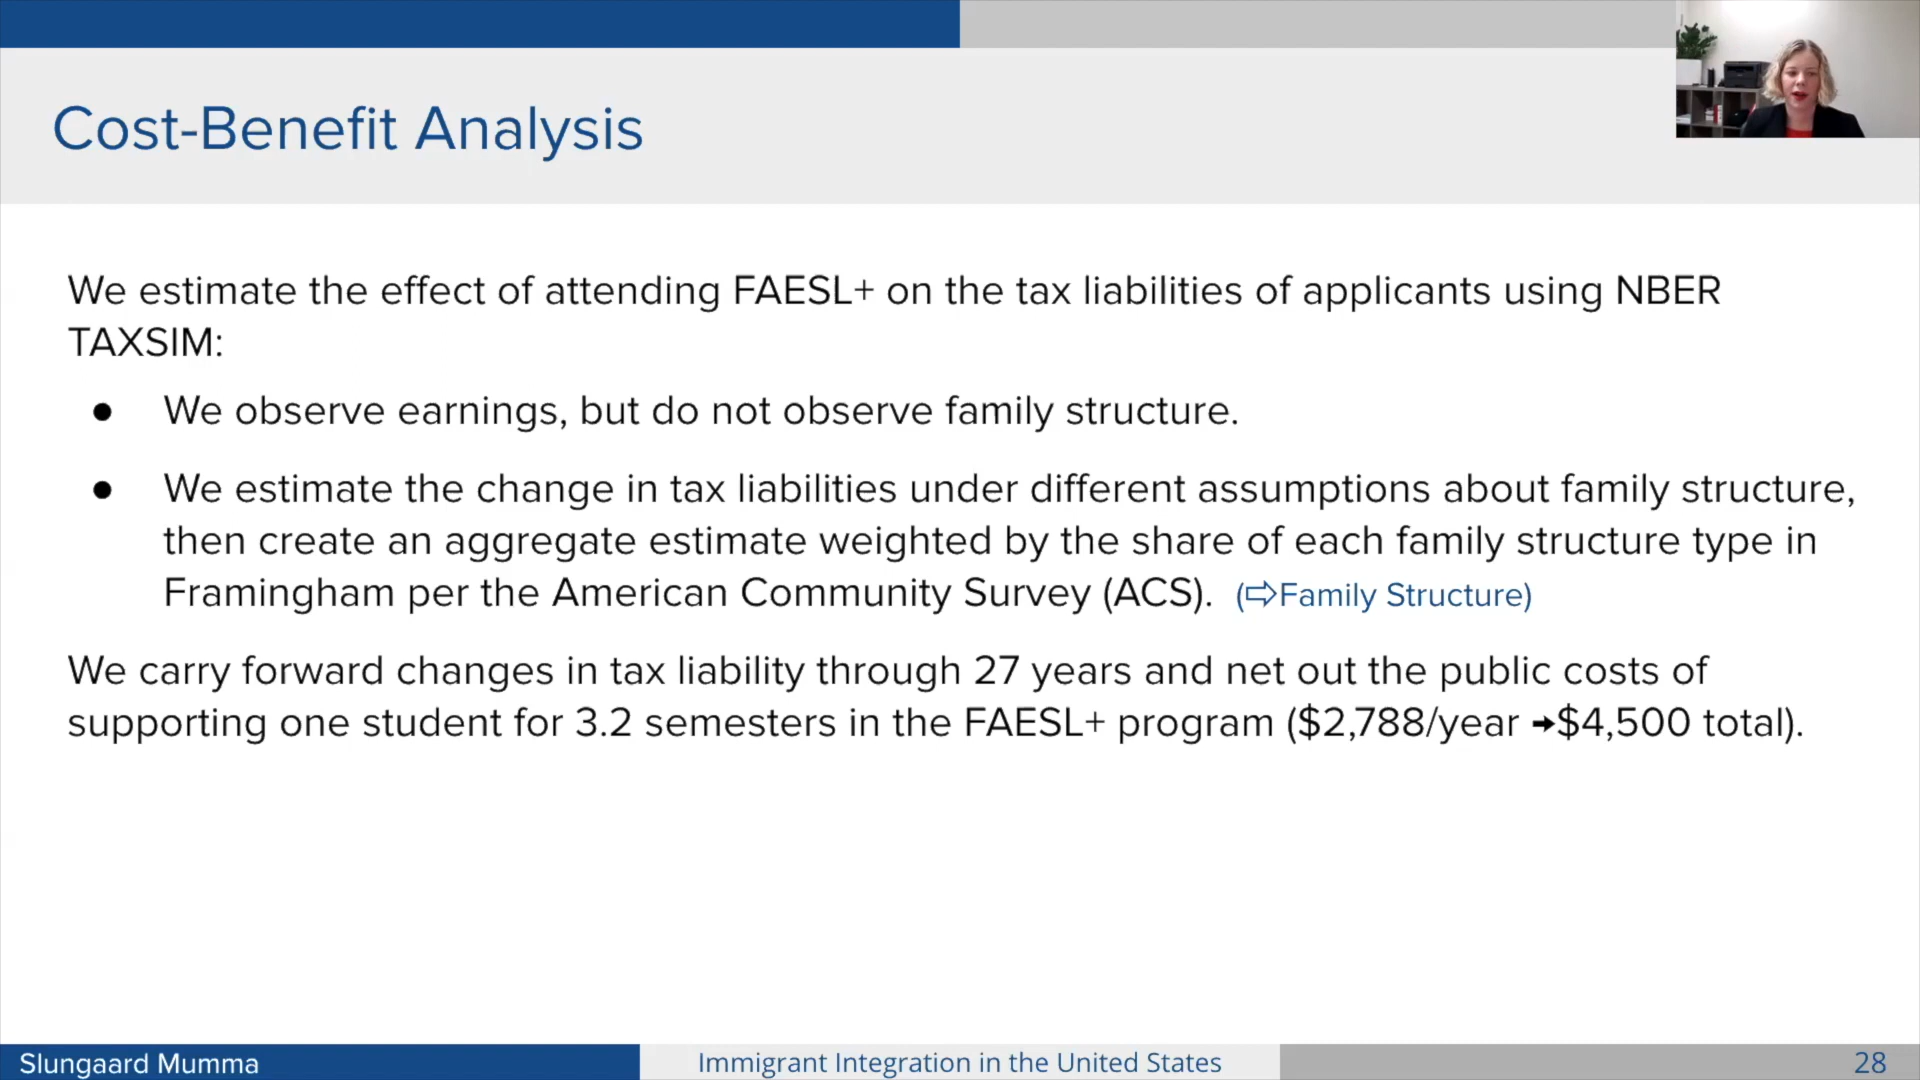 Cost-Benefit Analysis
We estimate the effect of attending FAESL+ on the tax liabilities of applicants using NBER
TAXSIM:
● We observe earnings, but do not observe family structure.
● We estimate the change in tax liabilities under different assumptions about family structure,
then create an aggregate estimate weighted by the share of each family structure type in
Framingham per the American Community Survey (ACS). (⇨Family Structure)
We carry forward changes in tax liability through 27 years and net out the public costs of
supporting one student for 3.2 semesters in the FAESL+ program ($2,788/year →$4,500 total).
Slungaard Mumma
Immigrant Integration in the United States
28